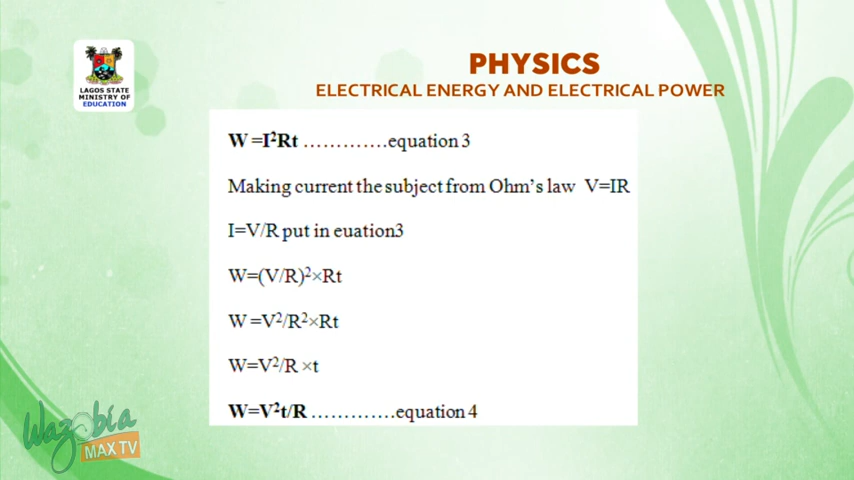 PHYSICS
ELECTRICAL ENERGY AND ELECTRICAL POWER
LAGOS STATE
MINISTRY OF
EDUCATION
W =I²Rt ………….equation 3
Making current the subject from Ohm's law V=IR
I=V/R put in euation3
W=(V/R)²×Rt
W =V²/R²×Rt
W=V²/R ×t
W=V²t/R ………….equation 4
Wazobia
MAX TV